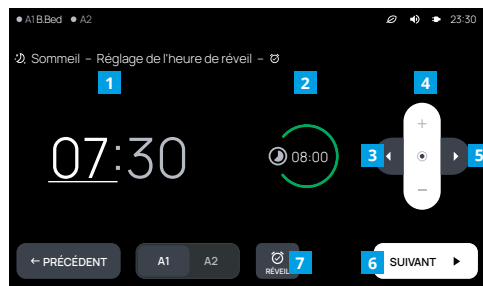 A1 B.Bed A2 23:30
Sommeil – Réglage de l'heure de réveil –
1 2 4
07:30 08:00 + 3 5
−
← PRÉCÉDENT A1 A2 RÉVEIL 7 6 SUIVANT